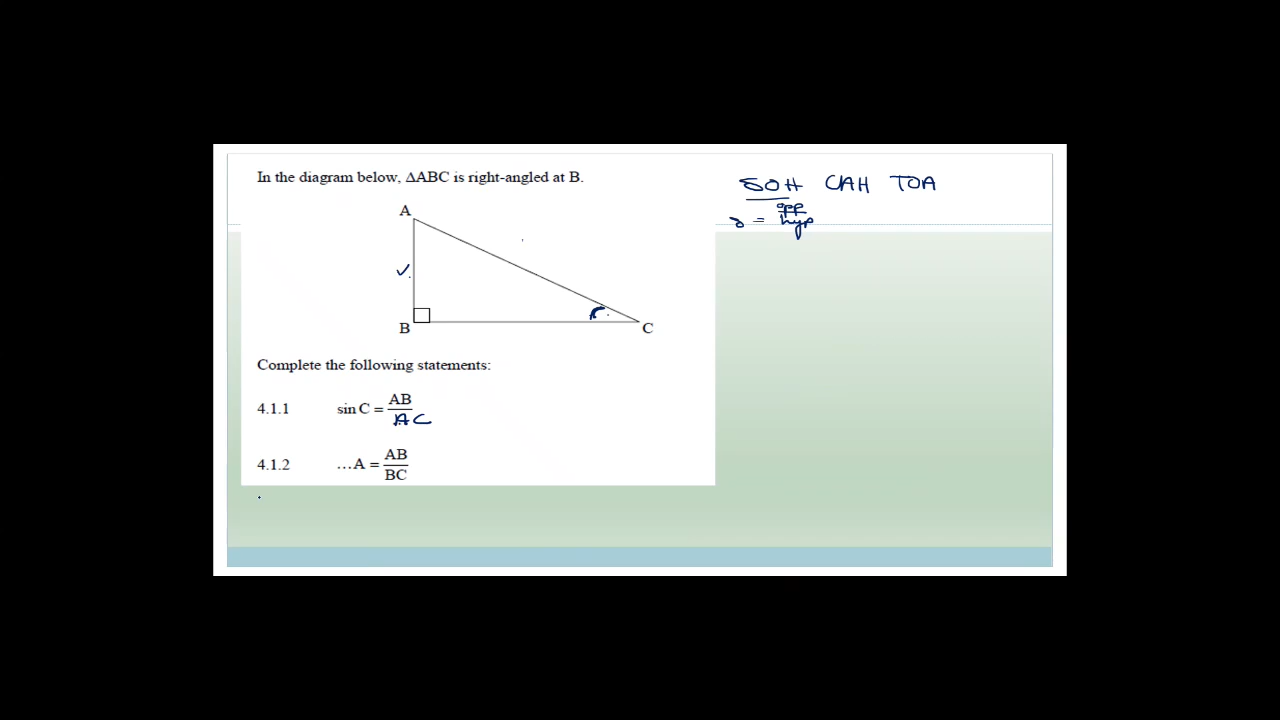 In the diagram below, ΔABC is right-angled at B.
SOH CAH TOA
opp
= hyp
A
B
C
Complete the following statements:
4.1.1 sin C = AB
AC
4.1.2 ...A = AB
BC